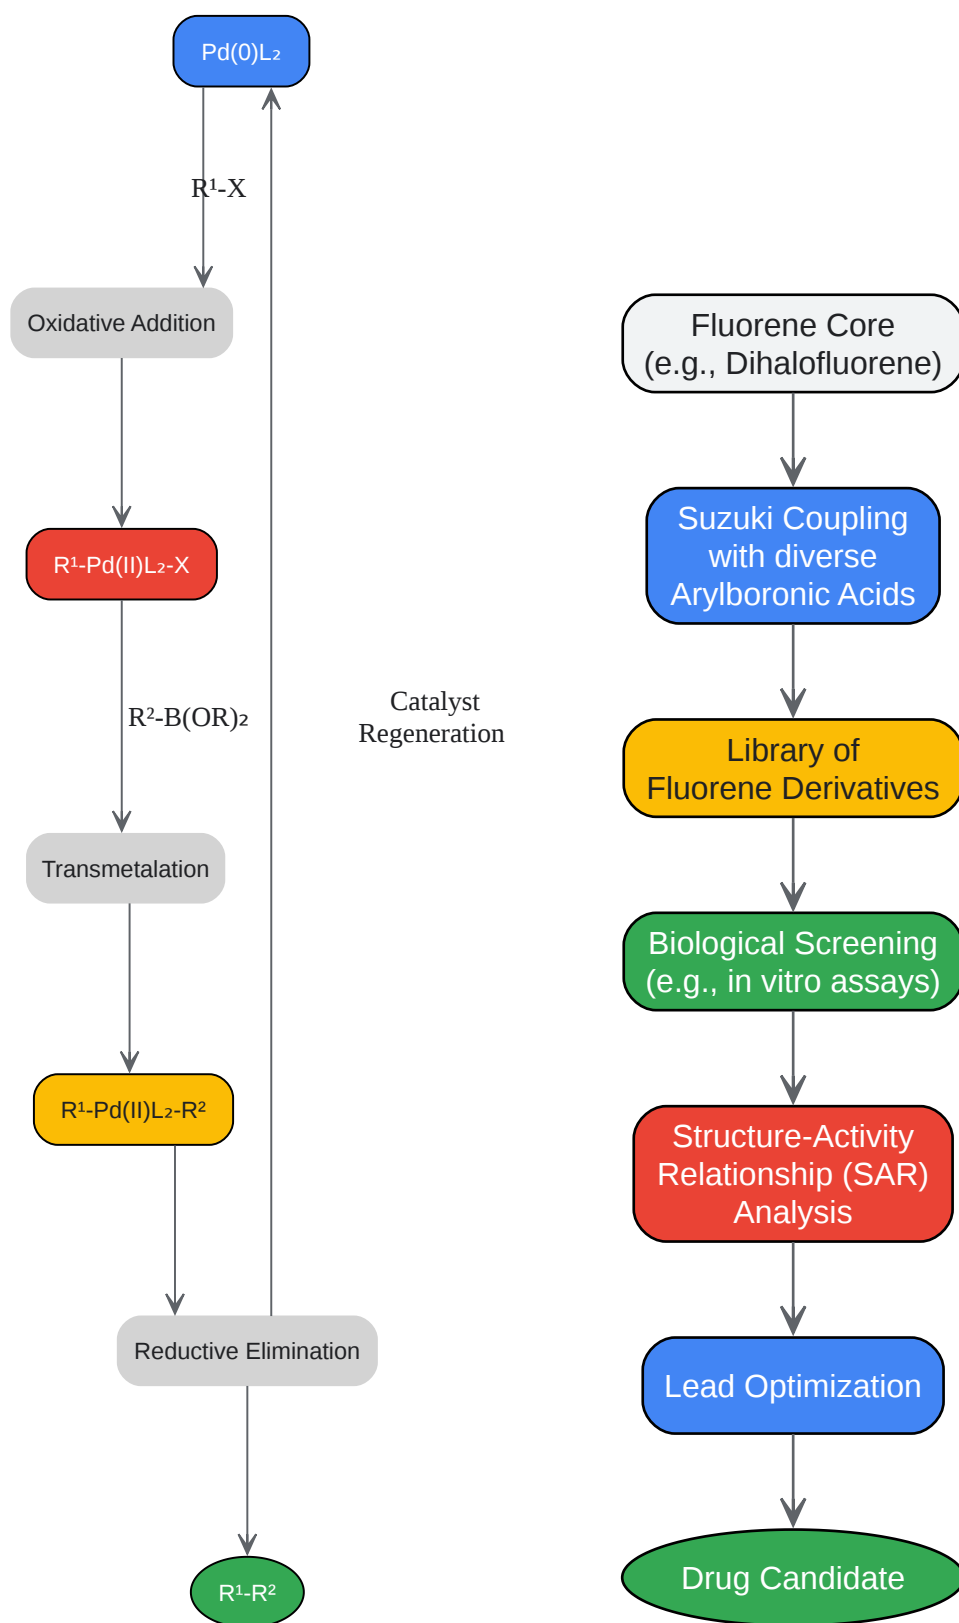 Pd(0)L₂
R¹-X
Oxidative Addition
R¹-Pd(II)L₂-X
R²-B(OR)₂
Catalyst
Regeneration
Transmetalation
R¹-Pd(II)L₂-R²
Reductive Elimination
R¹-R²
Fluorene Core
(e.g., Dihalofluorene)
Suzuki Coupling
with diverse
Arylboronic Acids
Library of
Fluorene Derivatives
Biological Screening
(e.g., in vitro assays)
Structure-Activity
Relationship (SAR)
Analysis
Lead Optimization
Drug Candidate